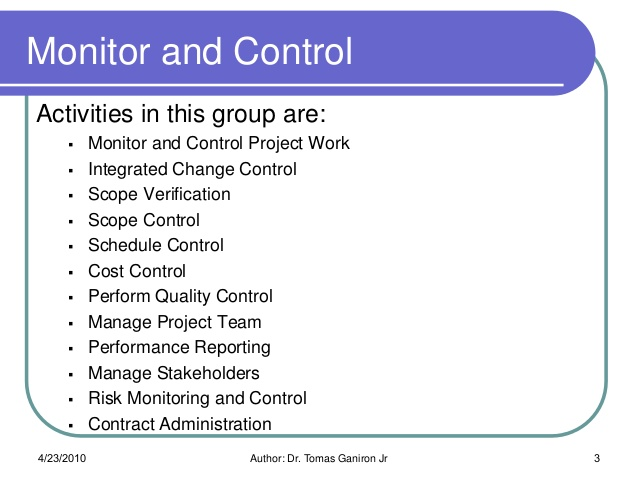 Monitor and Control
Activities in this group are:
▪ Monitor and Control Project Work
▪ Integrated Change Control
▪ Scope Verification
▪ Scope Control
▪ Schedule Control
▪ Cost Control
▪ Perform Quality Control
▪ Manage Project Team
▪ Performance Reporting
▪ Manage Stakeholders
▪ Risk Monitoring and Control
▪ Contract Administration
4/23/2010 Author: Dr. Tomas Ganiron Jr 3